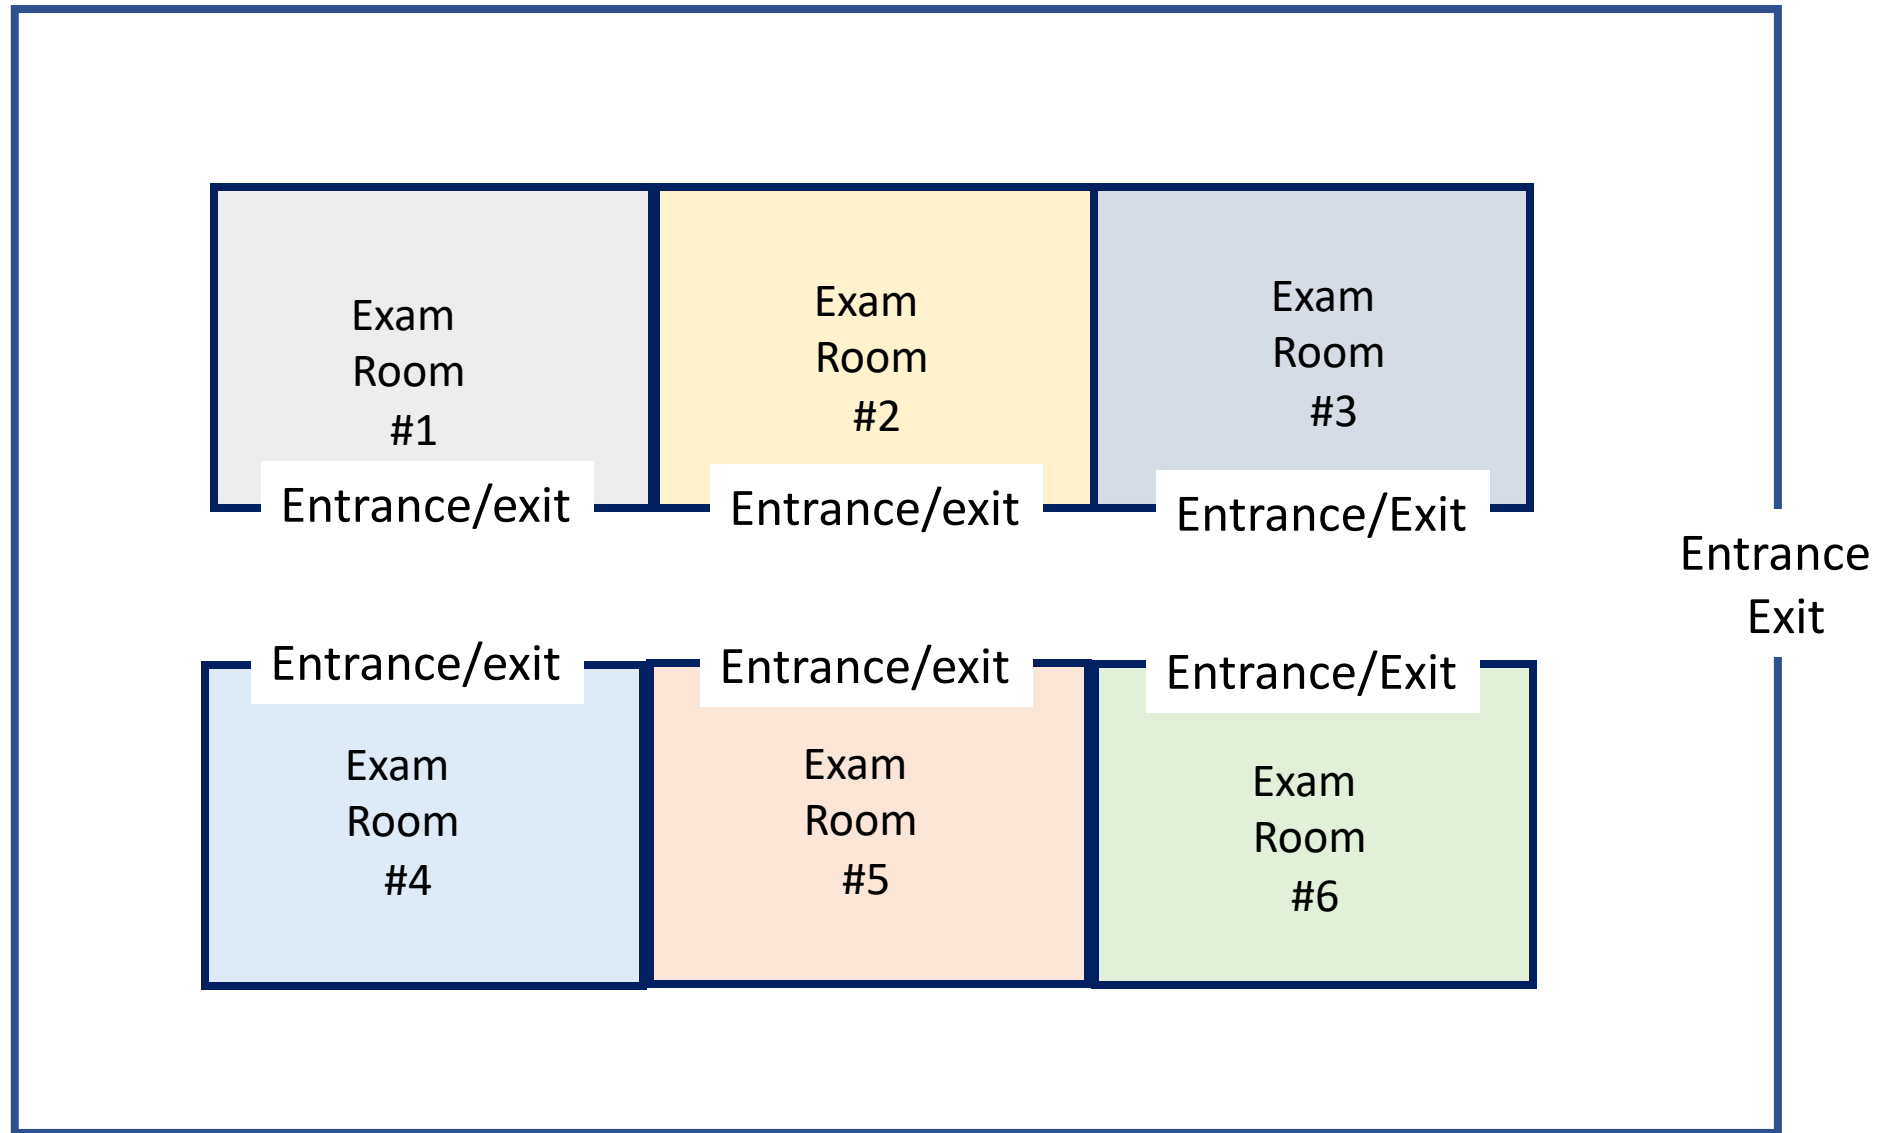 Exam
Room
#1
Entrance/exit
Exam
Room
#2
Entrance/exit
Exam
Room
#3
Entrance/Exit
Entrance
Exit
Entrance/exit
Exam
Room
#4
Entrance/exit
Exam
Room
#5
Entrance/Exit
Exam
Room
#6